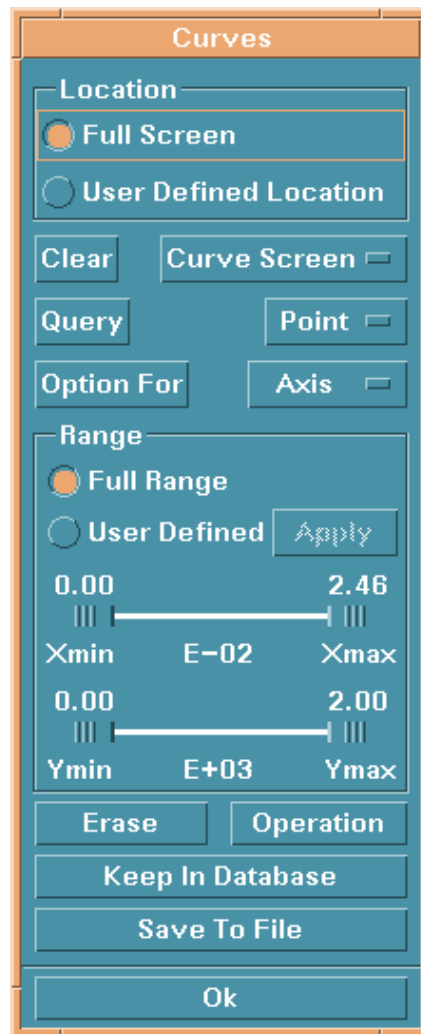 Curves
Location
Full Screen
User Defined Location
Clear Curve Screen
Query Point
Option For Axis
Range
Full Range
User Defined Apply
0.00 2.46
Xmin E-02 Xmax
0.00 2.00
Ymin E+03 Ymax
Erase Operation
Keep In Database
Save To File
Ok